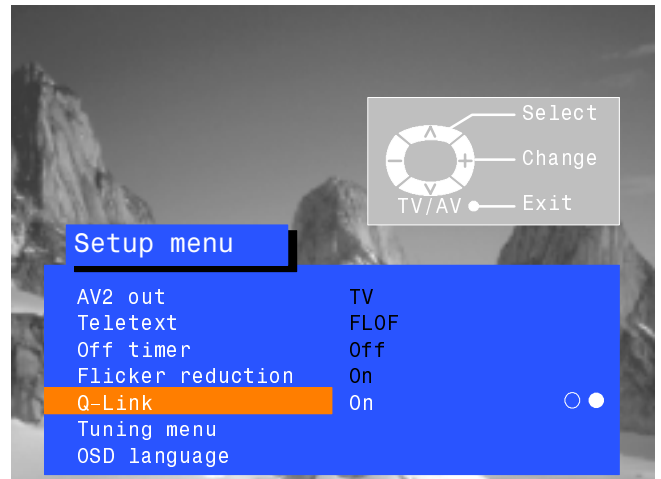 Select
Change
TV/AV Exit
Setup menu
AV2 out TV
Teletext FLOF
Off timer Off
Flicker reduction On
Q-Link On
Tuning menu
OSD language